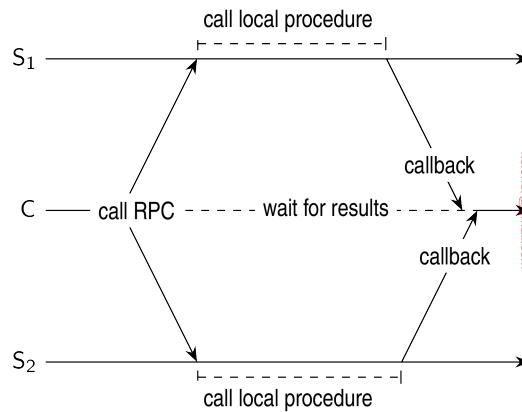 call local procedure
S1
callback
C
call RPC
wait for results
callback
S2
call local procedure